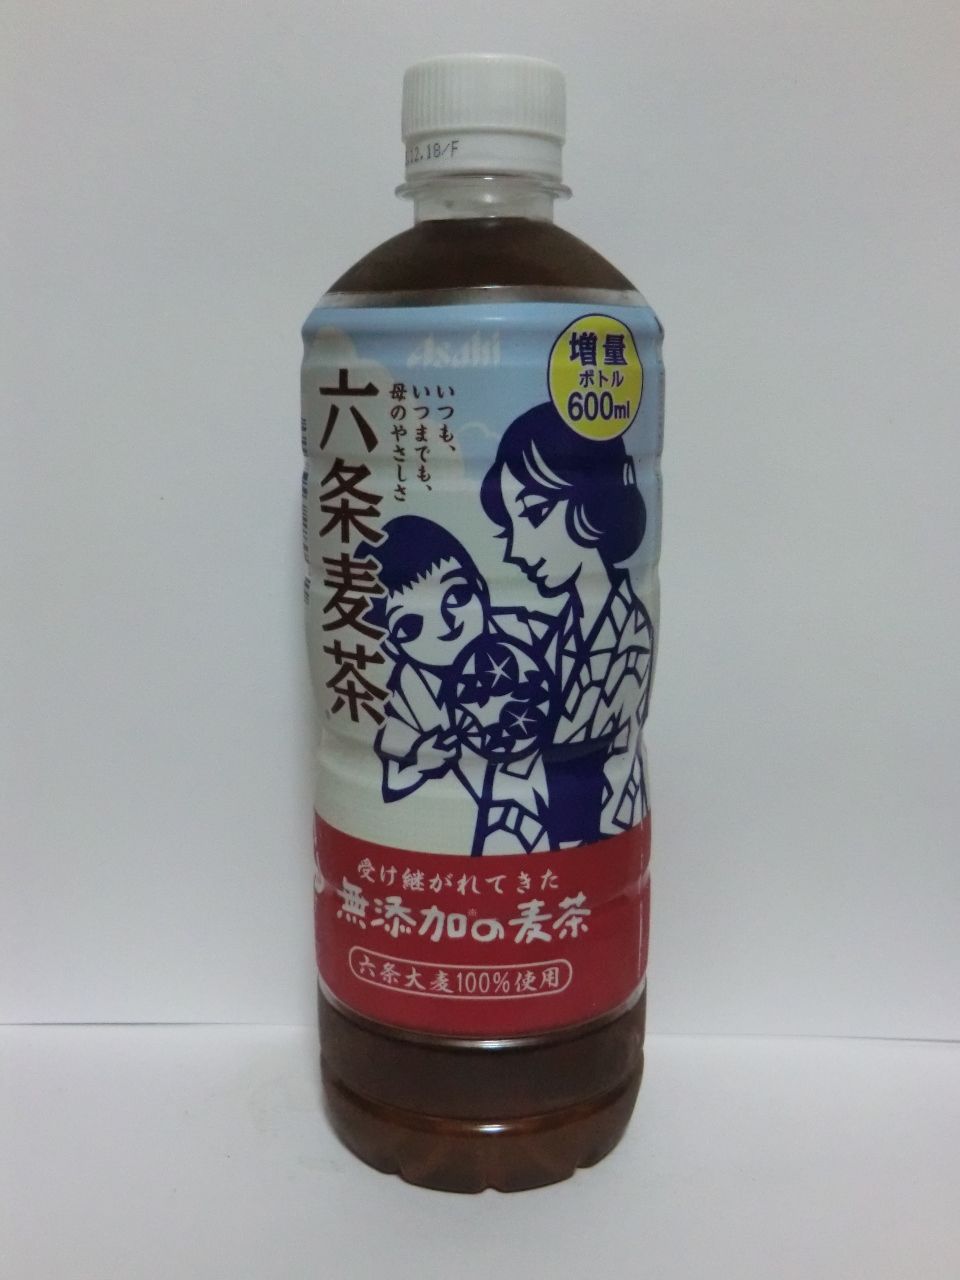 12.18/F
Asahi
増量
ボトル
600ml
いつも、
いつまでも、
母のやさしさ
六条麦茶
受け継がれてきた
無添加の麦茶
六条大麦100%使用